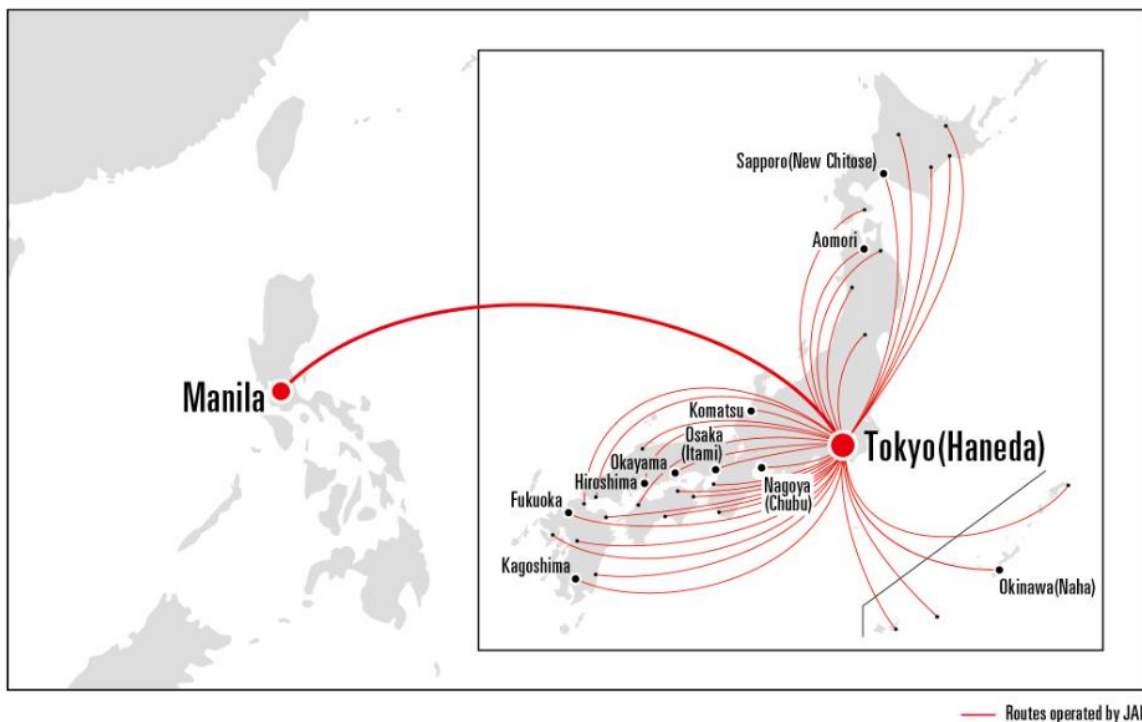 Sapporo(New Chitose)
Aomori
Manila
Komatsu
Osaka
(Itami)
Okayama
Hiroshima
Fukuoka
Nagoya
(Chubu)
Kagoshima
Tokyo(Haneda)
Okinawa(Naha)
Routes operated by JAL